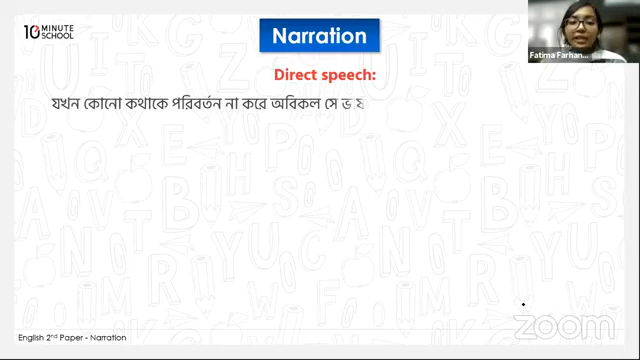 10 MINUTE SCHOOL
Narration
Fatima Farhan...
Direct speech:
যখন কোনো কথাকে পরিবর্তন না করে অবিকল সে
English 2nd Paper - Narration
zoom